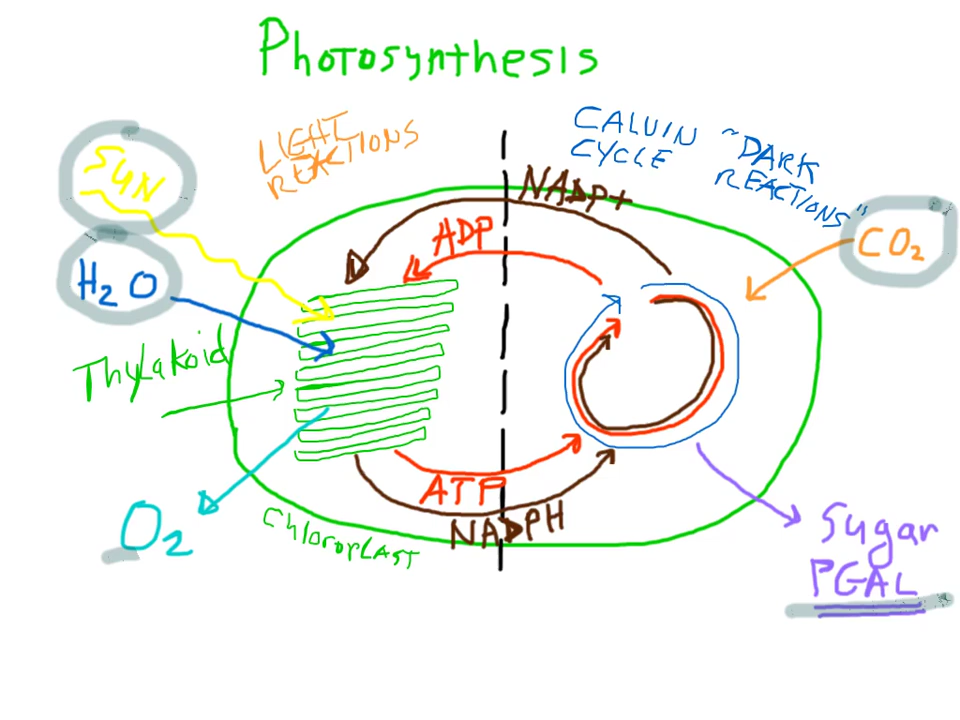 Photosynthesis
LIGHT
REACTIONS
CALVIN
CYCLE
"DARK
REACTIONS"
SUN
H2O
CO2
NADP+
ADP
Thylakoid
ATP
NADPH
O2
Chloroplast
Sugar
PGAL